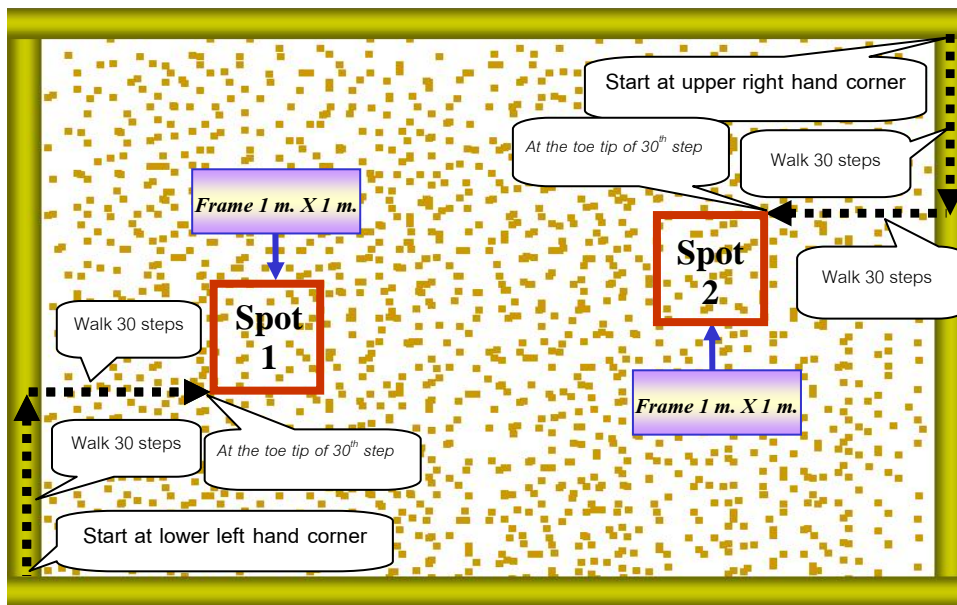 Start at upper right hand corner
At the toe tip of 30th step
Walk 30 steps
Frame 1 m. X 1 m.
Spot
2
Walk 30 steps
Spot
1
Walk 30 steps
Frame 1 m. X 1 m.
Walk 30 steps
At the toe tip of 30th step
Start at lower left hand corner